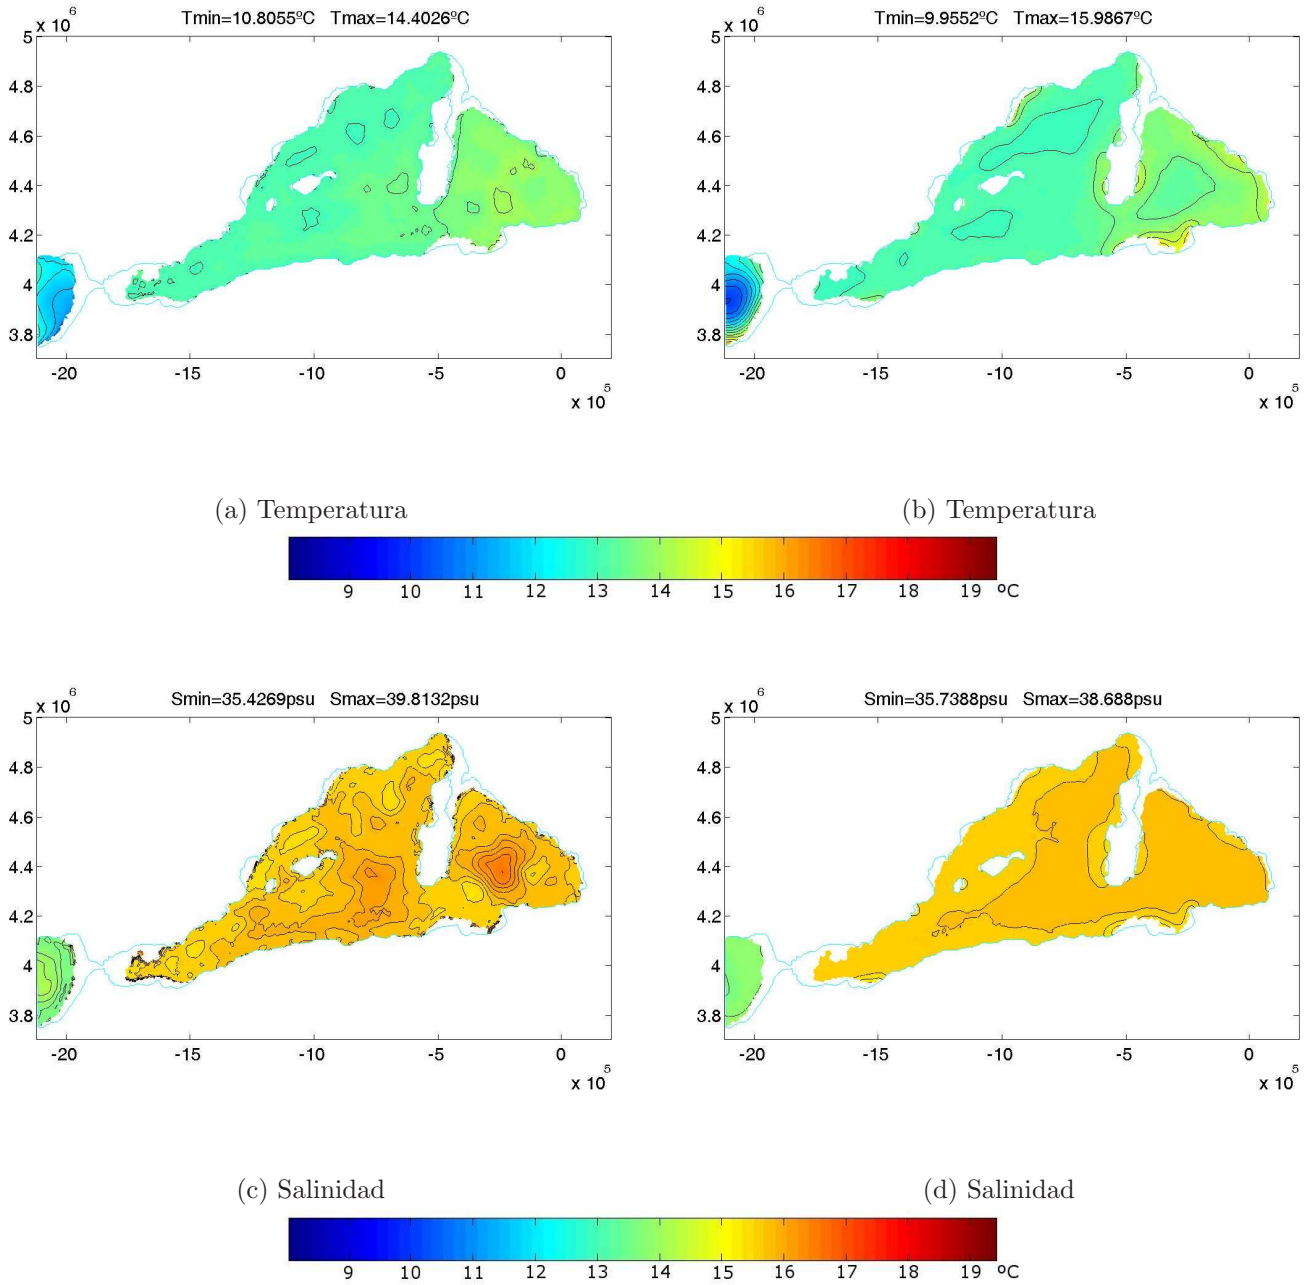 Tmin=10.8055ºC Tmax=14.4026ºC
x 10 6
5
4.8
4.6
4.4
4.2
4
3.8
-20 -15 -10 -5 0
x 10 5
Tmin=9.9552ºC Tmax=15.9867ºC
x 10 6
5
4.8
4.6
4.4
4.2
4
3.8
-20 -15 -10 -5 0
x 10 5
(a) Temperatura
(b) Temperatura
9 10 11 12 13 14 15 16 17 18 19 ºC
Smin=35.4269psu Smax=39.8132psu
x 10 6
5
4.8
4.6
4.4
4.2
4
3.8
-20 -15 -10 -5 0
x 10 5
Smin=35.7388psu Smax=38.688psu
x 10 6
5
4.8
4.6
4.4
4.2
4
3.8
-20 -15 -10 -5 0
x 10 5
(c) Salinidad
(d) Salinidad
9 10 11 12 13 14 15 16 17 18 19 ºC